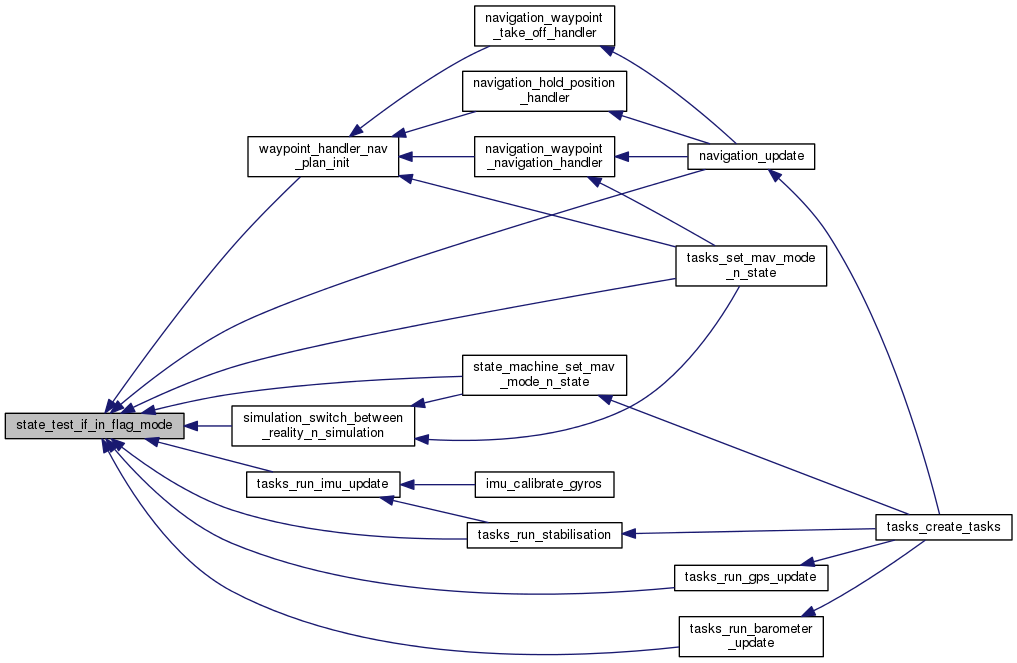 navigation_waypoint
_take_off_handler
navigation_hold_position
_handler
waypoint_handler_nav
_plan_init
navigation_waypoint
_navigation_handler
navigation_update
tasks_set_mav_mode
_n_state
state_machine_set_mav
_mode_n_state
state_test_if_in_flag_mode
simulation_switch_between
_reality_n_simulation
tasks_run_imu_update
imu_calibrate_gyros
tasks_run_stabilisation
tasks_create_tasks
tasks_run_gps_update
tasks_run_barometer
_update